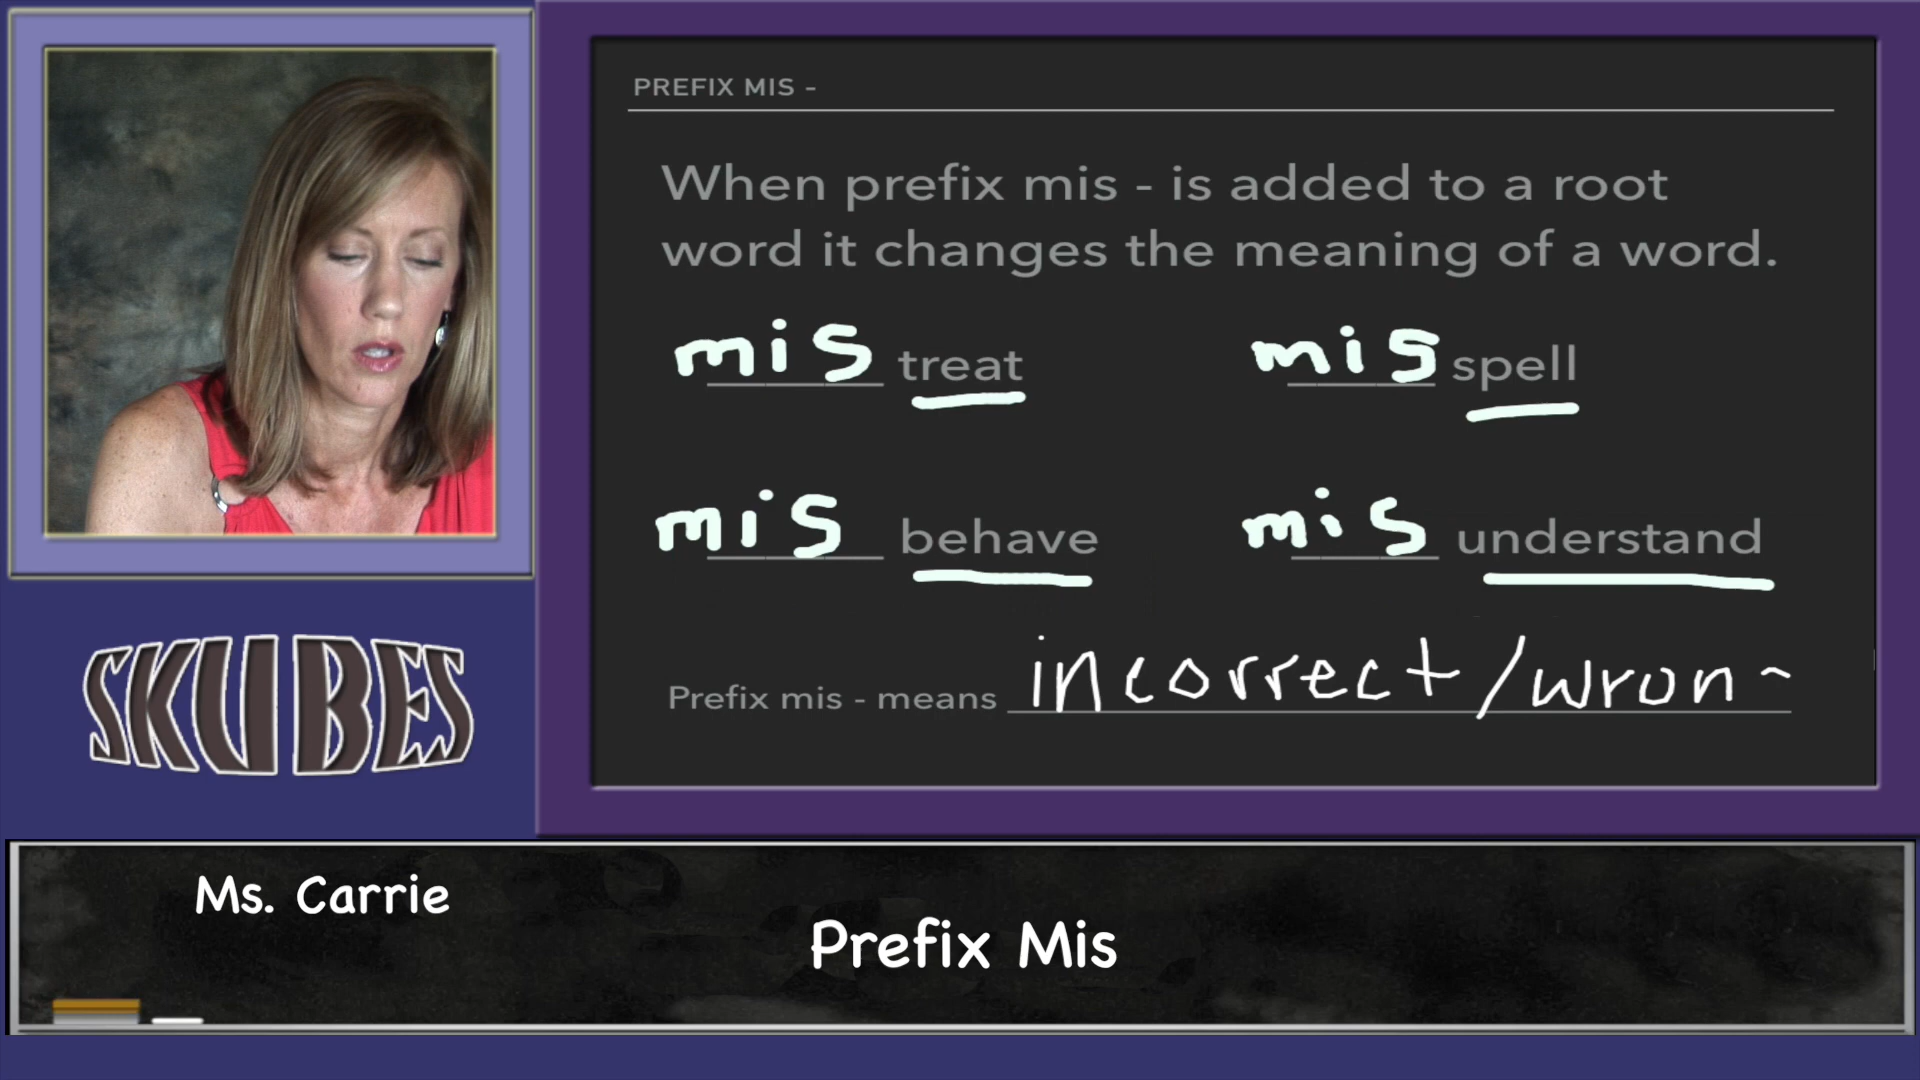 PREFIX MIS -
When prefix mis - is added to a root
word it changes the meaning of a word.
mis treat mis spell
mis behave mis understand
Prefix mis - means incorrect/wron
SKUBES
Ms. Carrie
Prefix Mis